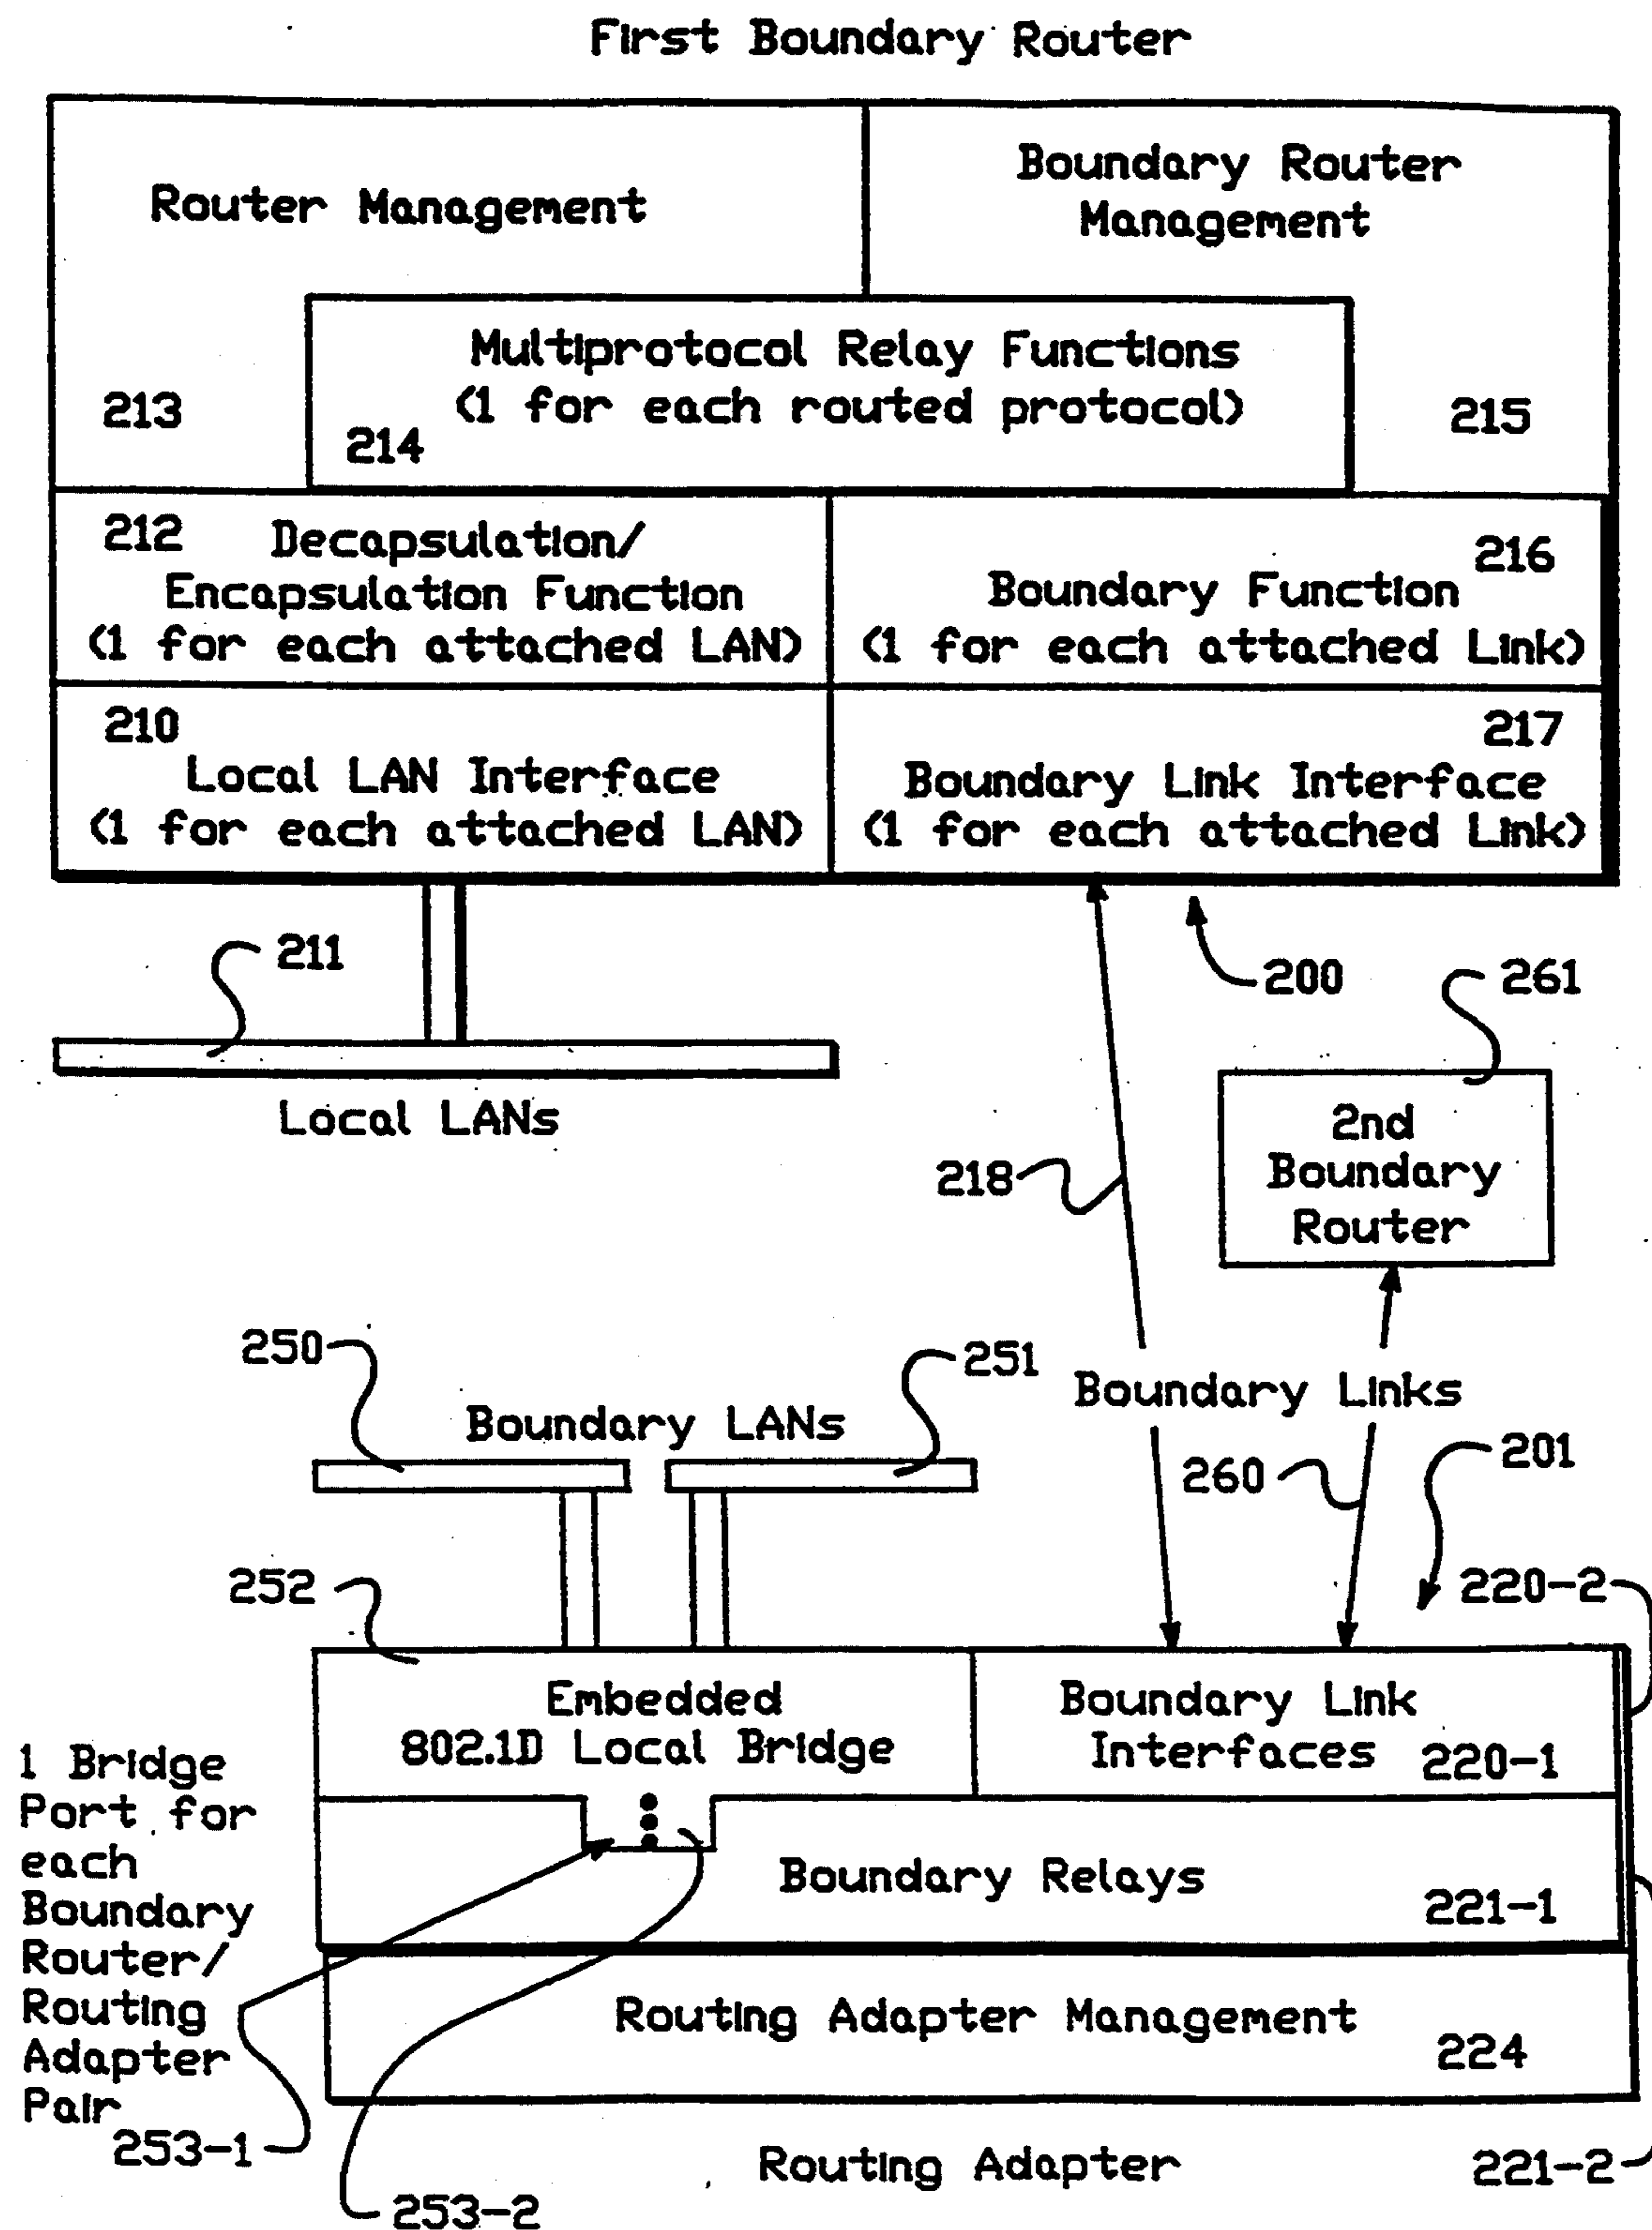 First Boundary Router
Router Management
Boundary Router
Management
Multiprotocol Relay Functions
(1 for each routed protocol)
213
214
215
212
Decapsulation/
Encapsulation Function
(1 for each attached LAN)
216
Boundary Function
(1 for each attached Link)
210
Local LAN Interface
(1 for each attached LAN)
217
Boundary Link Interface
(1 for each attached Link)
211
200
261
Local LANs
2nd
Boundary
Router
218
250
251
Boundary Links
Boundary LANs
260
201
252
220-2
Embedded
802.1D Local Bridge
Boundary Link
Interfaces
220-1
1 Bridge
Port for
each
Boundary
Router/
Routing
Adapter
Pair
Boundary Relays
221-1
Routing Adapter Management
224
253-1
253-2
Routing Adapter
221-2